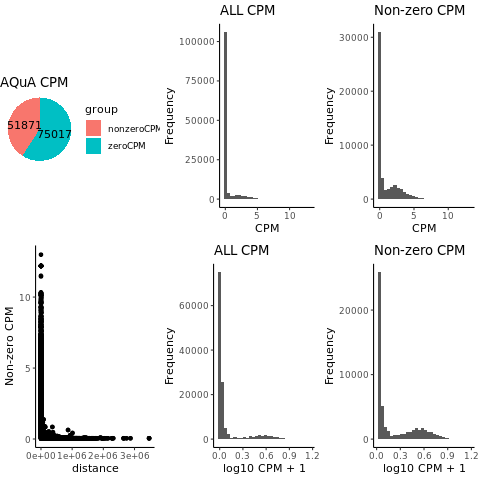 AQuA CPM
51871
75017
group
nonzeroCPM
zeroCPM
ALL CPM
Frequency
100000
75000
50000
25000
0
0 5 10
CPM
Non-zero CPM
Frequency
30000
20000
10000
0
0 5 10
CPM
Non-zero CPM
10
5
0
0e+00 1e+06 2e+06 3e+06
distance
ALL CPM
Frequency
60000
40000
20000
0
0.0 0.3 0.6 0.9 1.2
log10 CPM + 1
Non-zero CPM
Frequency
20000
10000
0
0.0 0.3 0.6 0.9 1.2
log10 CPM + 1